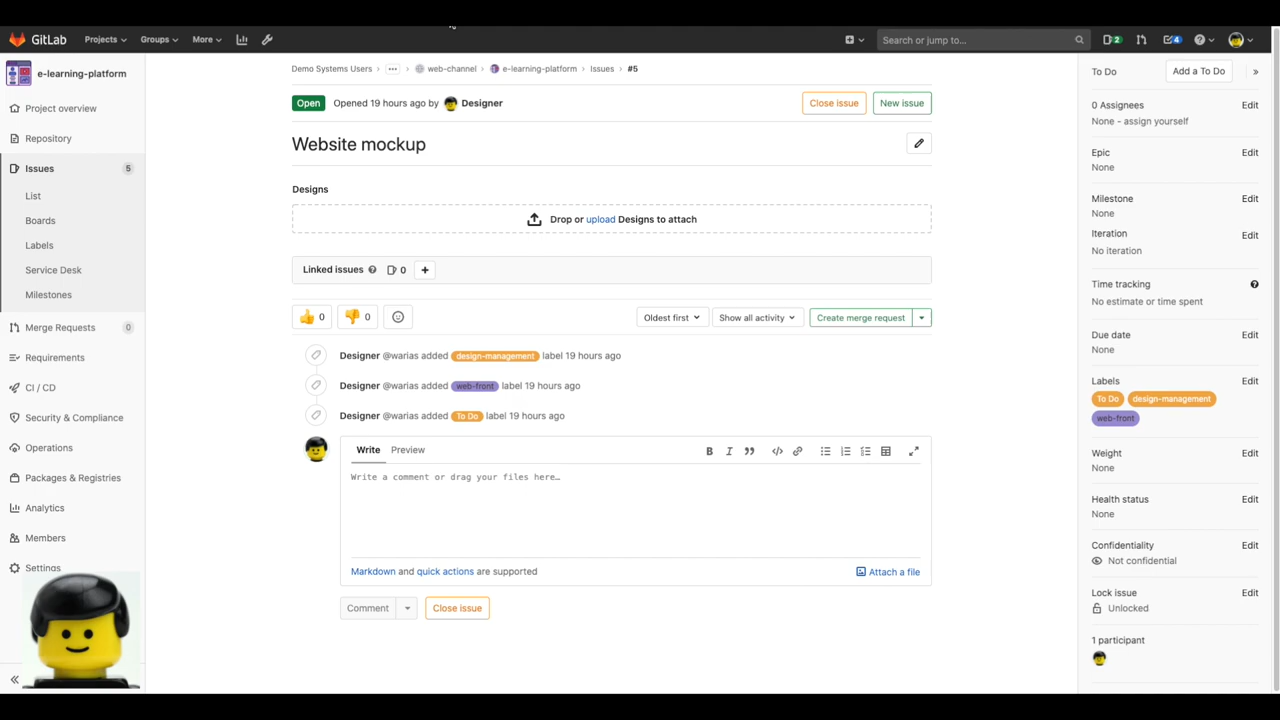 GitLab Projects Groups More Search or jump to... 2 4
e-learning-platform
Project overview
Repository
Issues 5
List
Boards
Labels
Service Desk
Milestones
Merge Requests 0
Requirements
CI / CD
Security & Compliance
Operations
Packages & Registries
Analytics
Members
Settings
Demo Systems Users › ... › web-channel › e-learning-platform › Issues › #5
Open Opened 19 hours ago by Designer Close issue New issue
Website mockup
Designs
Drop or upload Designs to attach
Linked issues 0 +
0 0 Oldest first Show all activity Create merge request
Designer @warias added design-management label 19 hours ago
Designer @warias added web-front label 19 hours ago
Designer @warias added To Do label 19 hours ago
Write Preview B I
Write a comment or drag your files here…
Markdown and quick actions are supported Attach a file
Comment Close issue
To Do Add a To Do »
0 Assignees Edit
None - assign yourself
Epic Edit
None
Milestone Edit
None
Iteration Edit
No iteration
Time tracking
No estimate or time spent
Due date Edit
None
Labels Edit
To Do design-management
web-front
Weight Edit
None
Health status Edit
None
Confidentiality Edit
Not confidential
Lock issue Edit
Unlocked
1 participant